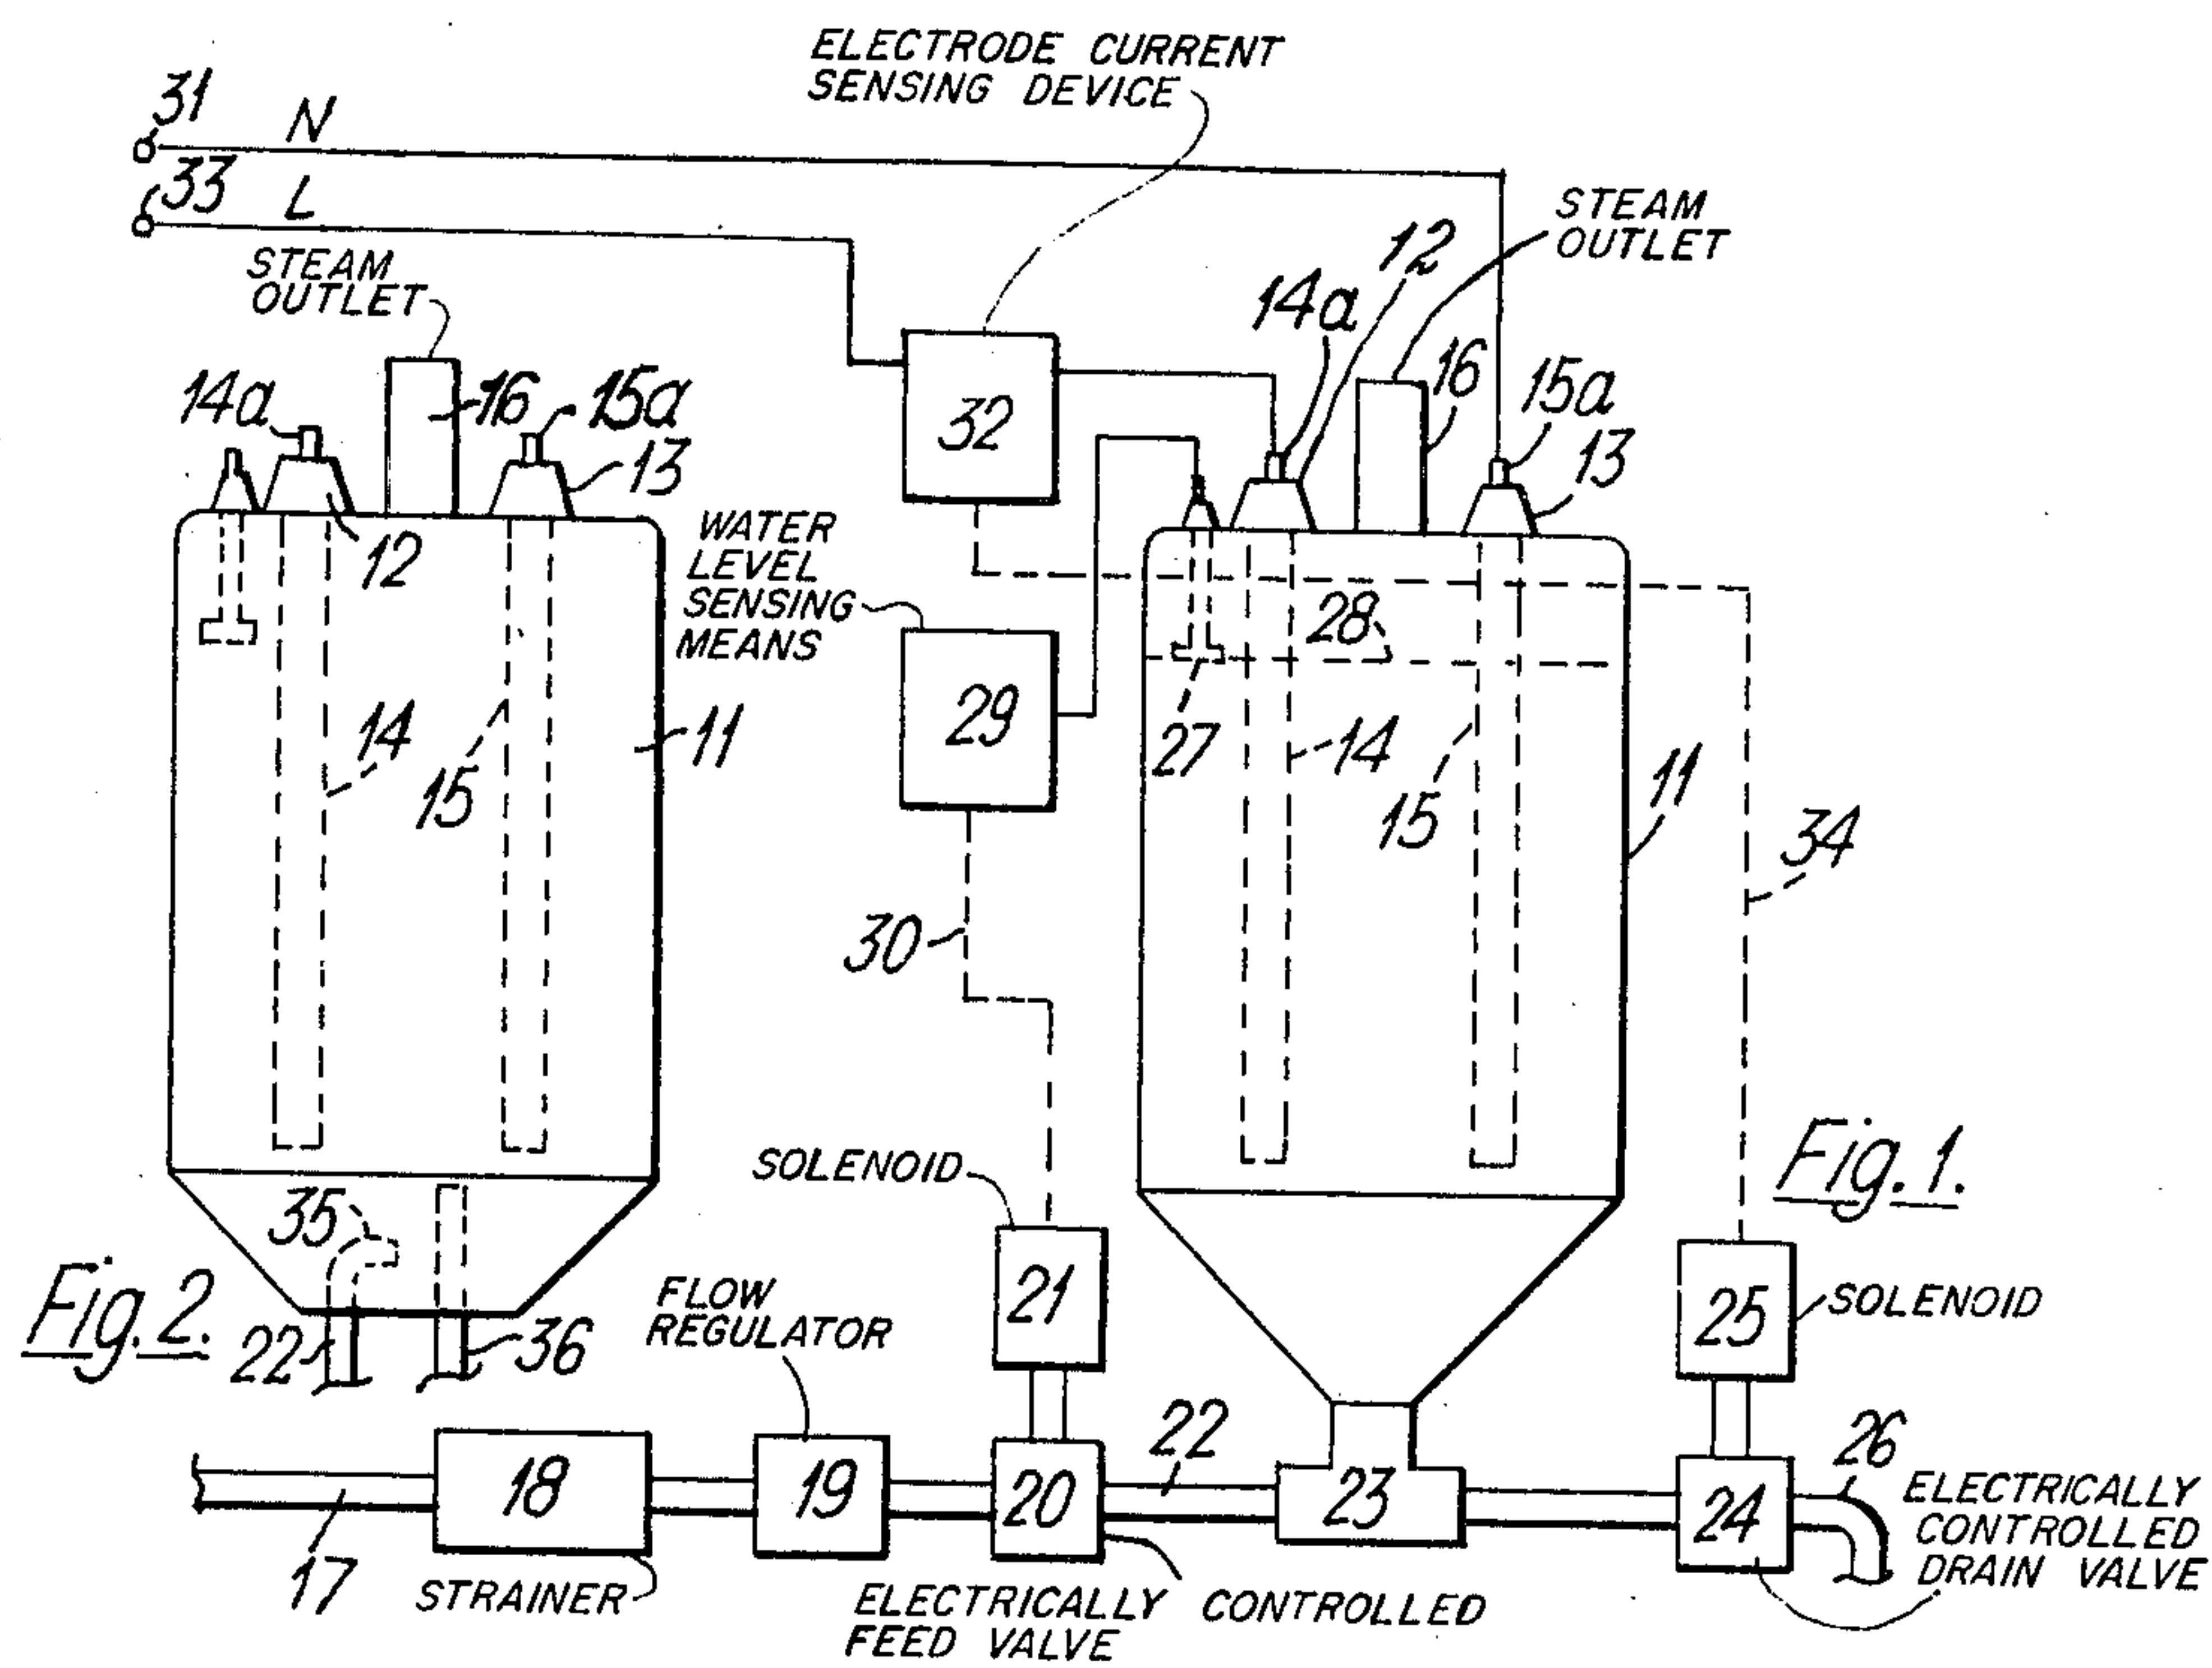 ELECTRODE CURRENT
SENSING DEVICE
31
N
33
L
STEAM
OUTLET
STEAM
OUTLET
12
14a
16
15a
13
32
14a
16
15a
13
12
WATER
LEVEL
SENSING
MEANS
28
29
27
14
15
11
14
15
11
34
30
Fig. 1.
SOLENOID
35
21
25
SOLENOID
Fig. 2.
22
36
FLOW
REGULATOR
22
26
17
18
19
20
23
24
ELECTRICALLY
CONTROLLED
DRAIN VALVE
STRAINER
ELECTRICALLY CONTROLLED
FEED VALVE